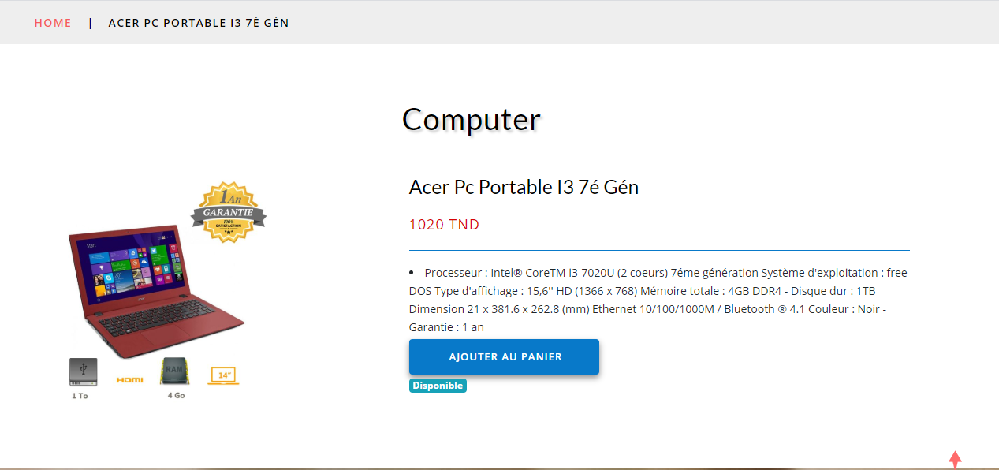 HOME | ACER PC PORTABLE I3 7É GÉN
Computer
1 An
GARANTIE
100%
SATISFACTION
Start
acer
HDMI
RAM
14"
1 To
4 Go
Acer Pc Portable I3 7é Gén
1020 TND
• Processeur : Intel® CoreTM i3-7020U (2 coeurs) 7éme génération Système d'exploitation : free
DOS Type d'affichage : 15,6'' HD (1366 x 768) Mémoire totale : 4GB DDR4 - Disque dur : 1TB
Dimension 21 x 381.6 x 262.8 (mm) Ethernet 10/100/1000M / Bluetooth ® 4.1 Couleur : Noir -
Garantie : 1 an
AJOUTER AU PANIER
Disponible